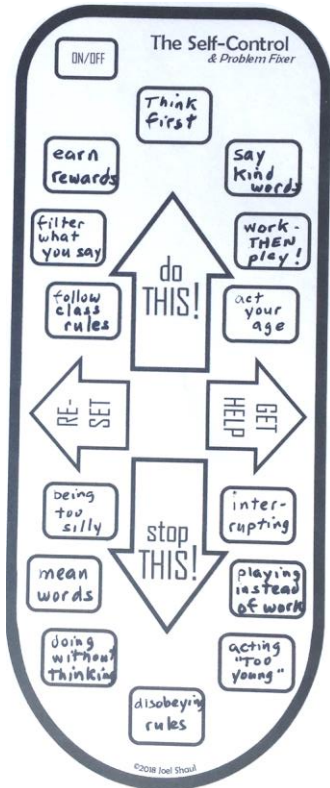 The Self-Control
& Problem Fixer
ON/OFF
Think
first
earn
rewards
say
kind
words
filter
what
you say
work -
THEN
play!
do
THIS!
follow
class
rules
act
your
age
RE-
SET
GET
HELP
being
too
silly
inter-
rupting
stop
THIS!
mean
words
playing
instead
of work
doing
without
thinking
acting
"too
young"
disobeying
rules
©2018 Joel Shaul